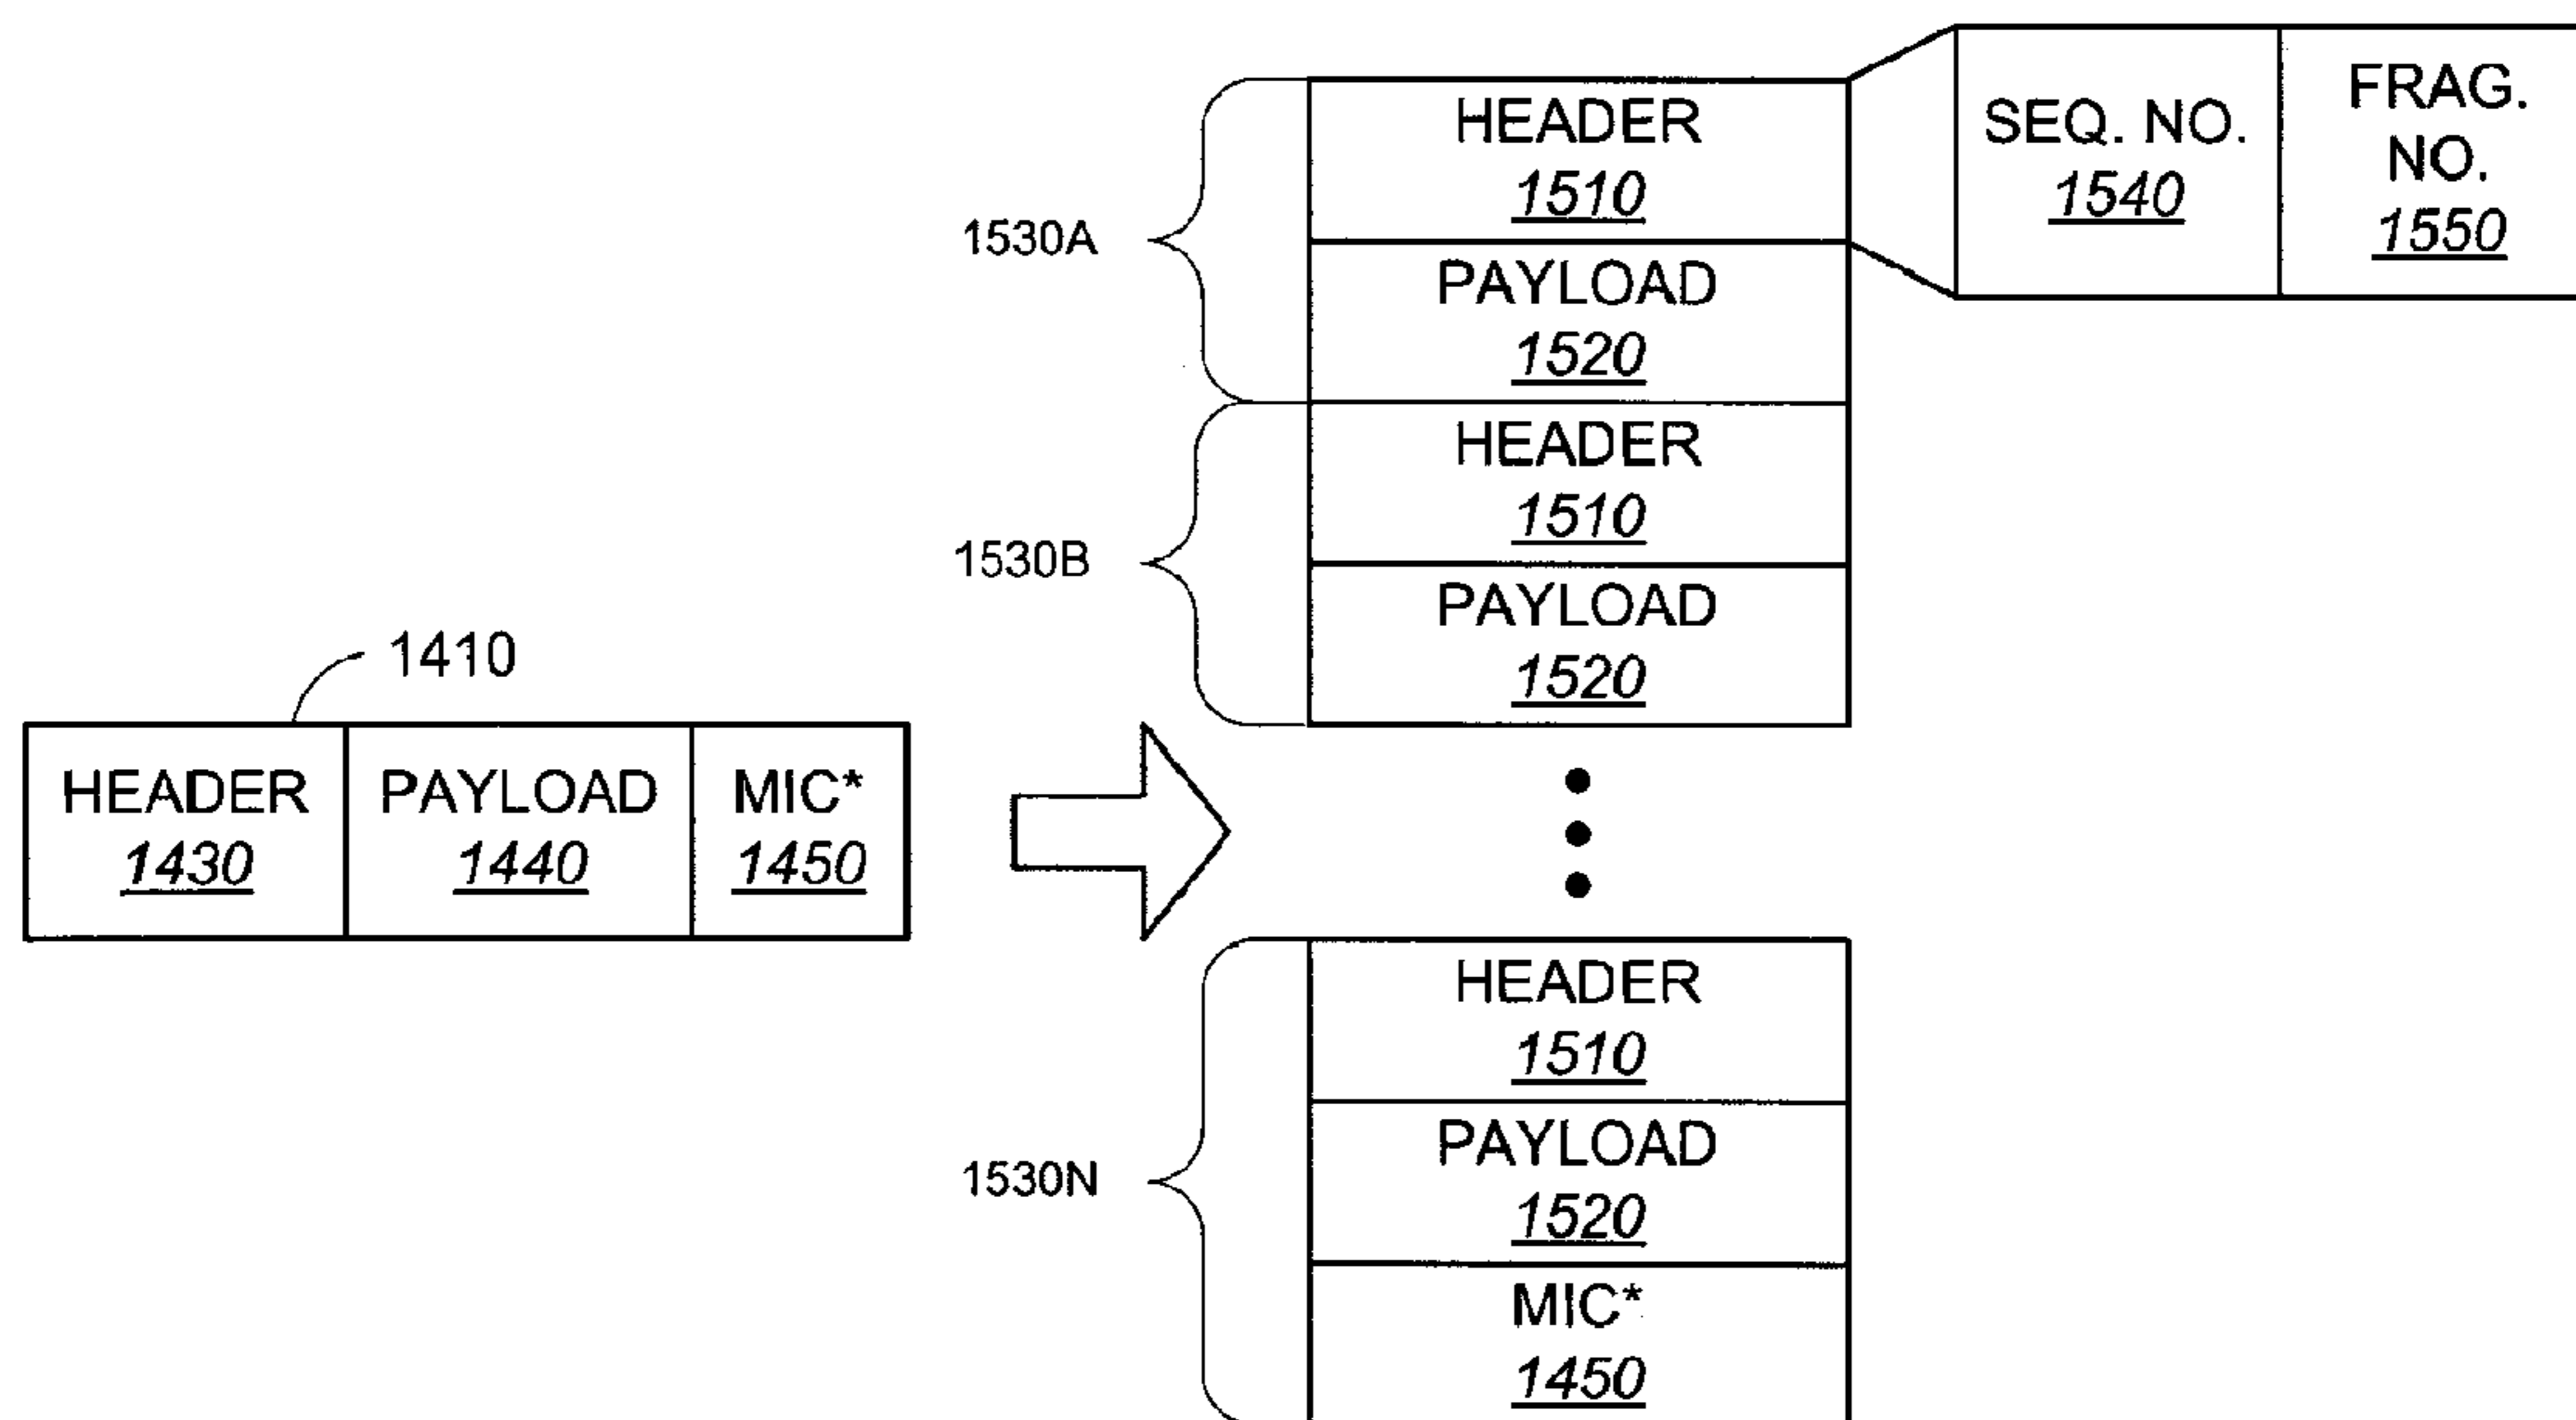 HEADER
1510
SEQ. NO.
1540
FRAG.
NO.
1550
1530A
PAYLOAD
1520
HEADER
1510
1530B
PAYLOAD
1520
1410
HEADER
1430
PAYLOAD
1440
MIC*
1450
HEADER
1510
1530N
PAYLOAD
1520
MIC*
1450